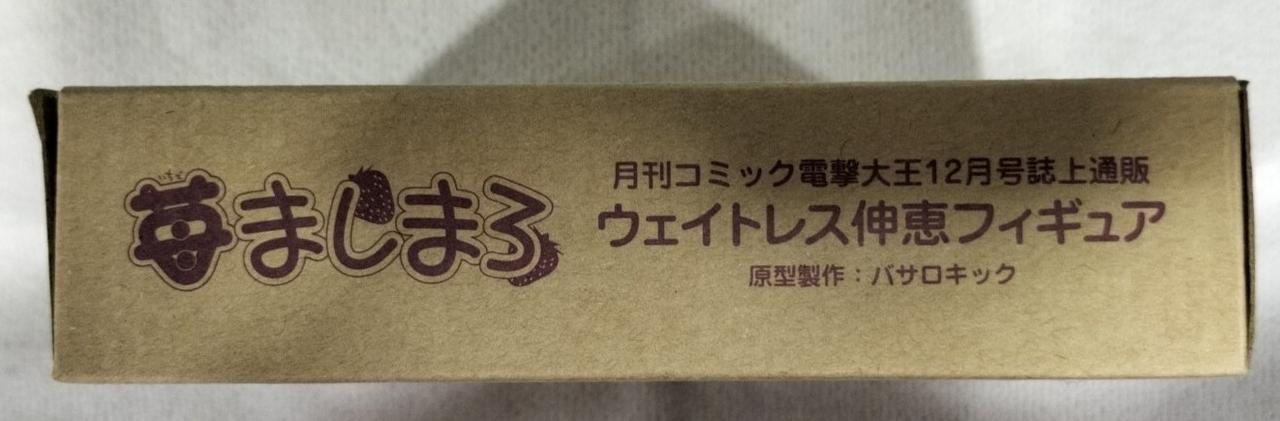 いちご
苺ましまろ
月刊コミック電撃大王12月号誌上通販
ウェイトレス伸恵フィギュア
原型製作：バサロキック